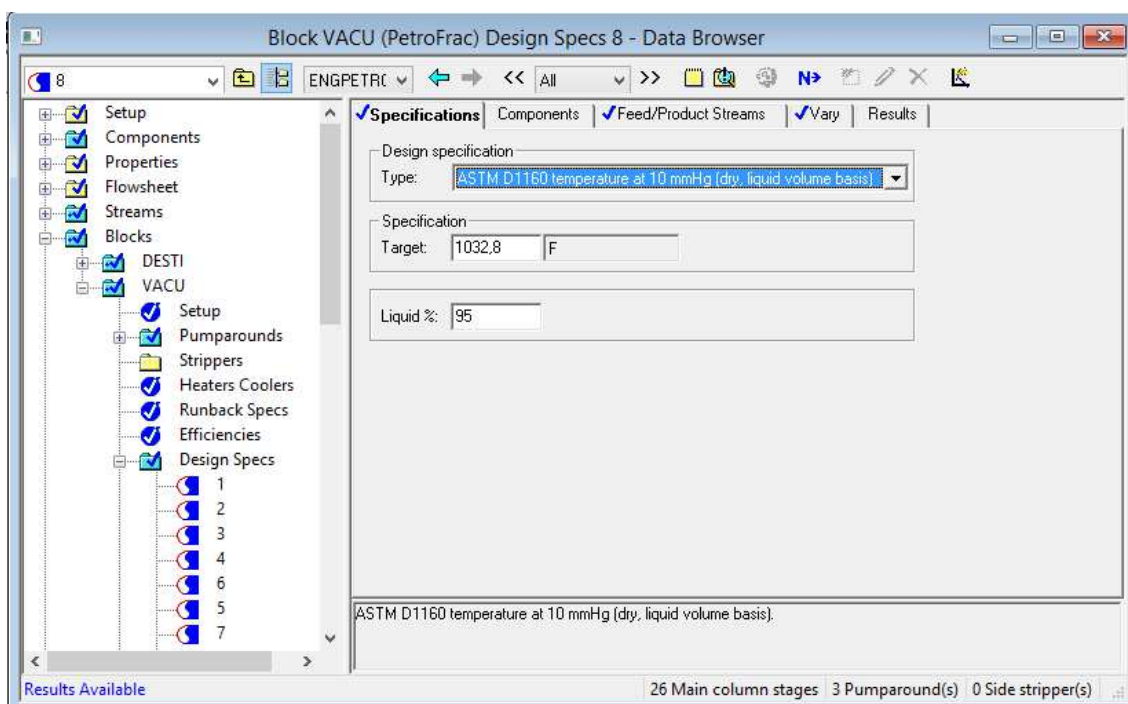 Block VACU (PetroFrac) Design Specs 8 - Data Browser
8 ENGPETR( << All >> N
Setup
Components
Properties
Flowsheet
Streams
Blocks
DESTI
VACU
Setup
Pumparounds
Strippers
Heaters Coolers
Runback Specs
Efficiencies
Design Specs
1
2
3
4
6
5
7
Specifications Components Feed/Product Streams Vary Results
Design specification
Type: ASTM D1160 temperature at 10 mmHg (dry, liquid volume basis)
Specification
Target: 1032,8 F
Liquid %: 95
ASTM D1160 temperature at 10 mmHg (dry, liquid volume basis).
Results Available 26 Main column stages 3 Pumparound(s) 0 Side stripper(s)